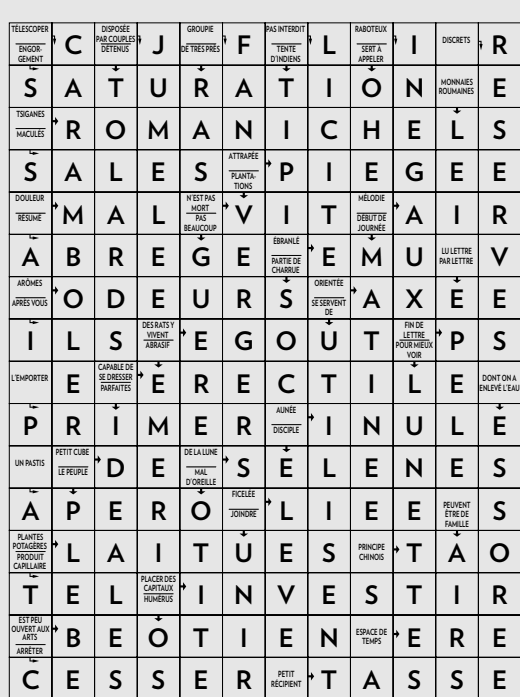 TÉLESCOPER
ENGOR-
GEMENT
C
DISPOSÉE
PAR COUPLES
DÉTENUS
J
GROUPIE
DE TRÈS PRÈS
F
PAS INTERDIT
TENTE
D'INDIENS
L
RABOTEUX
SERT À
APPELER
I
DISCRETS
R
S A T U R A T I O N
MONNAIES
ROUMAINES
E
TSIGANES
MACULÉS
R O M A N I C H E L S
S A L E S
ATTRAPÉE
PLANTA-
TIONS
P I E G E E
DOULEUR
RÉSUMÉ
M A L
N'EST PAS
MORT
PAS
BEAUCOUP
V I T
MÉLODIE
DÉBUT DE
JOURNÉE
A I R
A B R E G E
ÉBRANLÉ
PARTIE DE
CHARRUE
E M U
LU LETTRE
PAR LETTRE
V
ARÔMES
APRÈS VOUS
O D E U R S
ORIENTÉE
SE SERVENT
DE
A X E E
I L S
DES RATS Y
VIVENT
ABRASIF
E G O U T
FIN DE
LETTRE
POUR MIEUX
VOIR
P S
L'EMPORTER
E
CAPABLE DE
SE DRESSER
PARFAITES
E R E C T I L E
DONT ON A
ENLEVÉ L'EAU
P R I M E R
AUNÉE
DISCIPLE
I N U L E
UN PASTIS
PETIT CUBE
LE PEUPLE
D E
DE LA LUNE
MAL
D'OREILLE
S E L E N E S
A P E R O
FICELÉE
JOINDRE
L I E E
PEUVENT
ÊTRE DE
FAMILLE
S
PLANTES
POTAGÈRES
PRODUIT
CAPILLAIRE
L A I T U E S
PRINCIPE
CHINOIS
T A O
T E L
PLACER DES
CAPITAUX
HUMÉRUS
I N V E S T I R
EST PEU
OUVERT AUX
ARTS
ARRÊTER
B E O T I E N
ESPACE DE
TEMPS
E R E
C E S S E R
PETIT
RÉCIPIENT
T A S S E